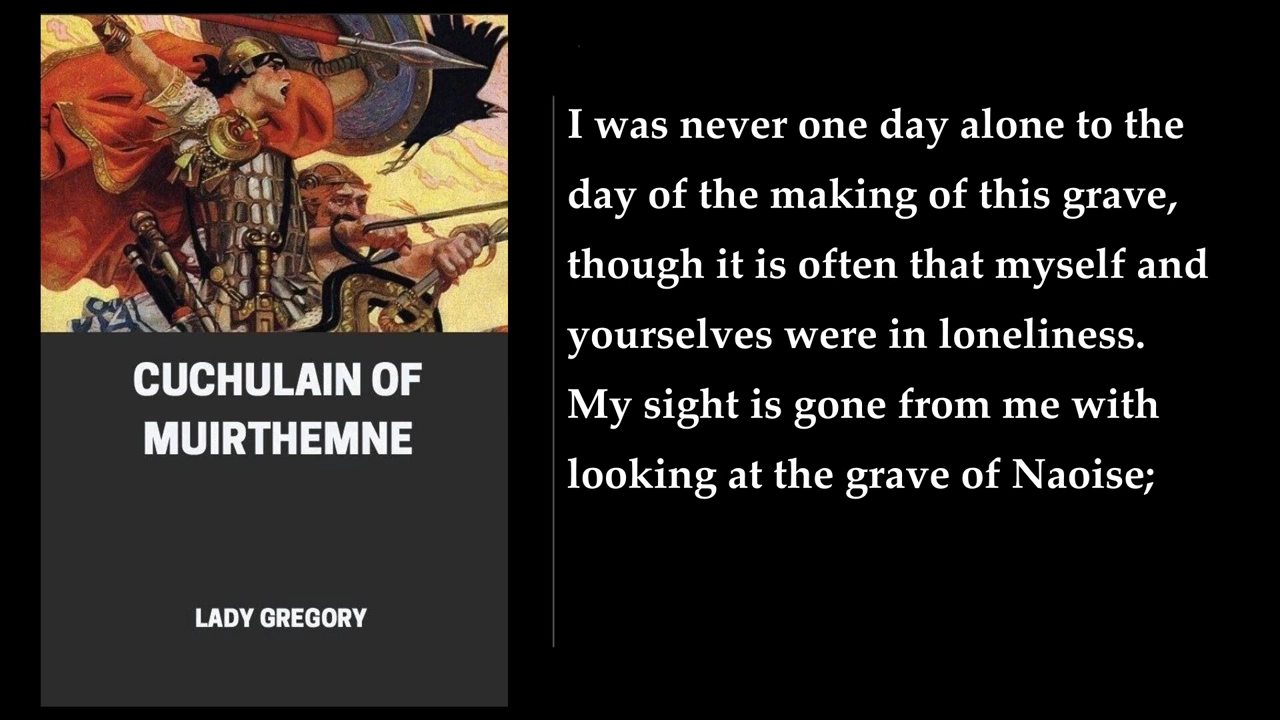 CUCHULAIN OF
MUIRTHEMNE
LADY GREGORY
I was never one day alone to the
day of the making of this grave,
though it is often that myself and
yourselves were in loneliness.
My sight is gone from me with
looking at the grave of Naoise;